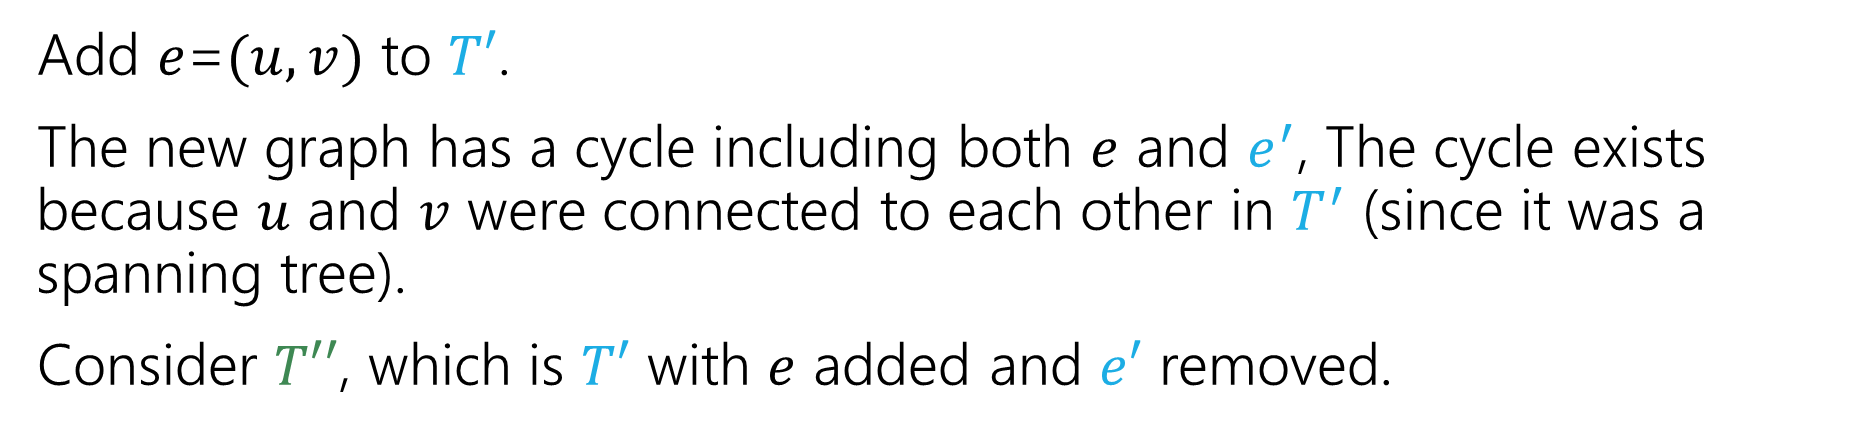 Add e=(u, v) to T′.
The new graph has a cycle including both e and e′, The cycle exists
because u and v were connected to each other in T′ (since it was a
spanning tree).
Consider T′′, which is T′ with e added and e′ removed.